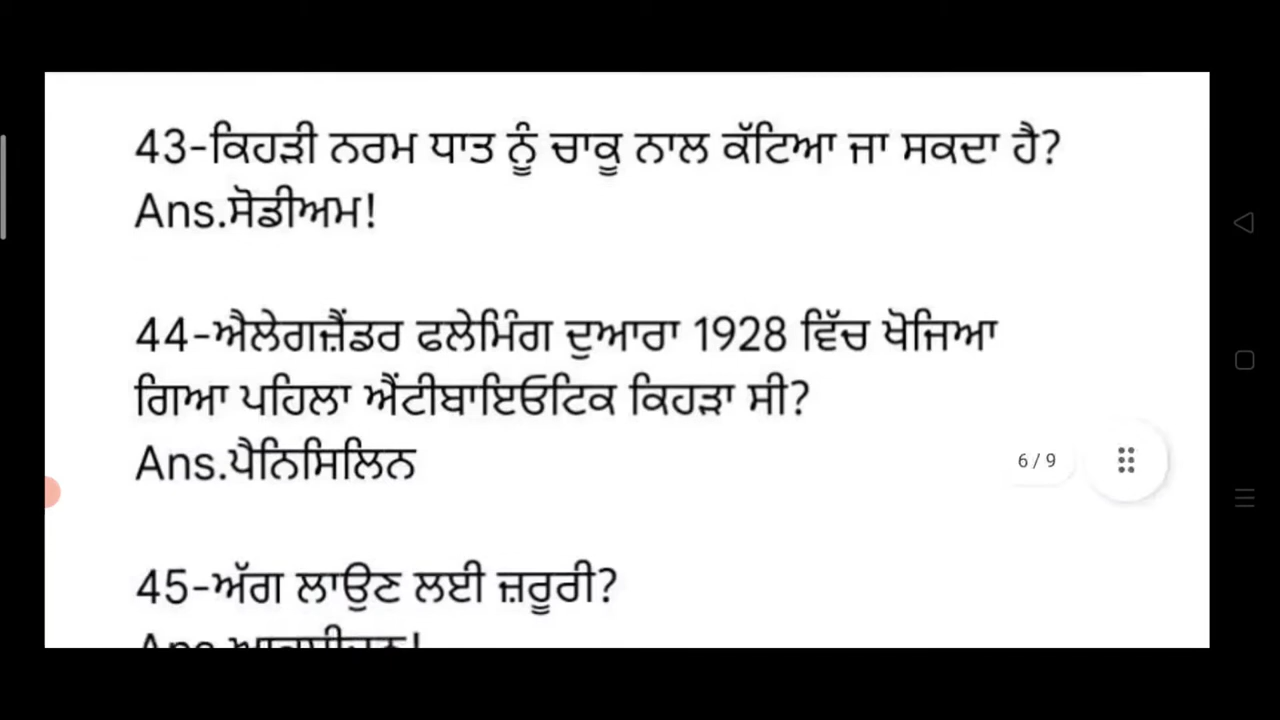 43-ਕਿਹੜੀ ਨਰਮ ਧਾਤ ਨੂੰ ਚਾਕੂ ਨਾਲ ਕੱਟਿਆ ਜਾ ਸਕਦਾ ਹੈ?
Ans.ਸੋਡੀਅਮ!
44-ਐਲੇਗਜ਼ੈਂਡਰ ਫਲੇਮਿੰਗ ਦੁਆਰਾ 1928 ਵਿੱਚ ਖੋਜਿਆ
ਗਿਆ ਪਹਿਲਾ ਐਂਟੀਬਾਇਓਟਿਕ ਕਿਹੜਾ ਸੀ?
Ans.ਪੈਨਿਸਿਲਿਨ
6/9
45-ਅੱਗ ਲਾਉਣ ਲਈ ਜ਼ਰੂਰੀ?